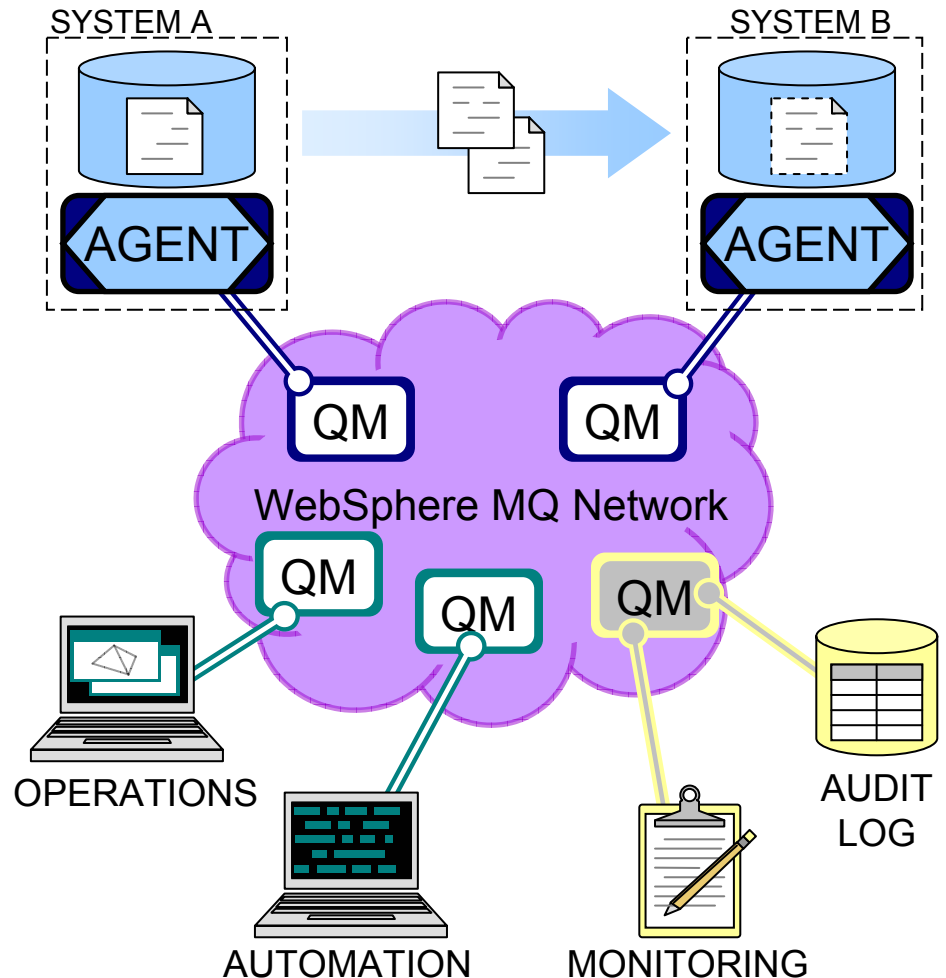 SYSTEM A
SYSTEM B
AGENT
AGENT
QM
QM
WebSphere MQ Network
QM
QM
QM
OPERATIONS
AUTOMATION
MONITORING
AUDIT
LOG